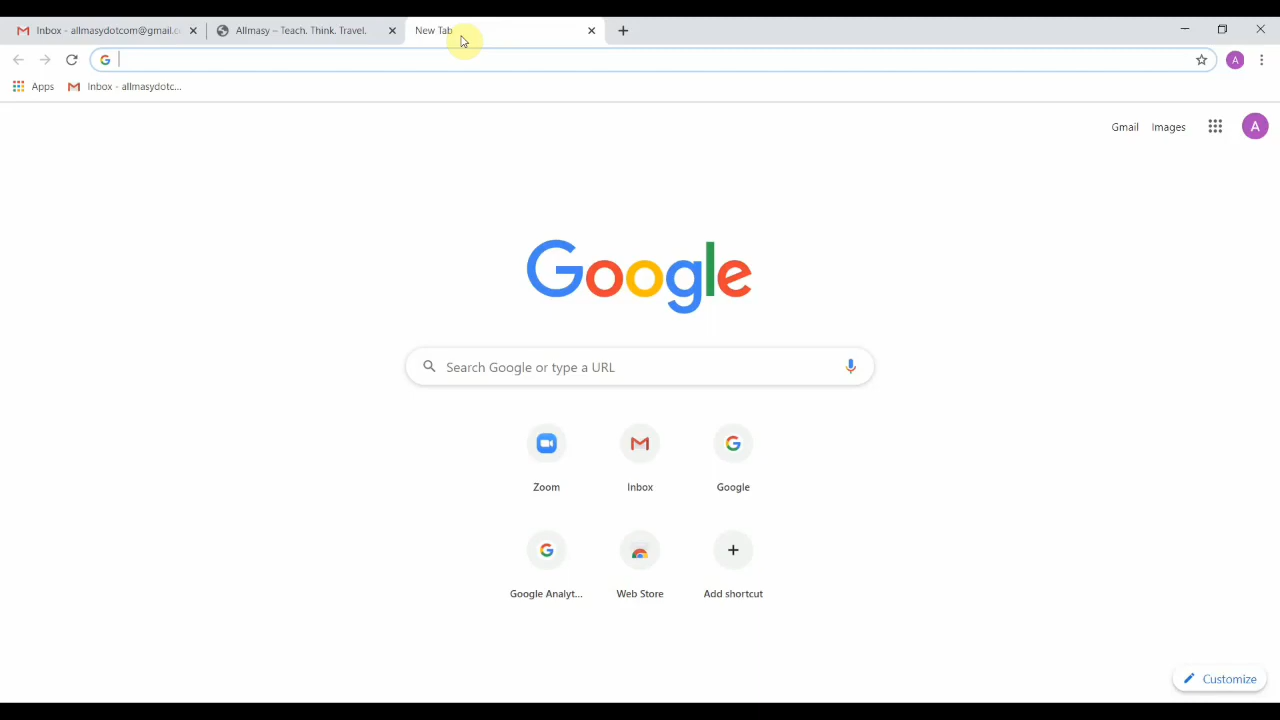 Inbox - allmasydotcom@gmail.c
Allmasy – Teach. Think. Travel.
New Tab
Apps
Inbox - allmasydotc...
Gmail Images
A
A
Google
Search Google or type a URL
Zoom Inbox Google
Google Analyt... Web Store Add shortcut
Customize